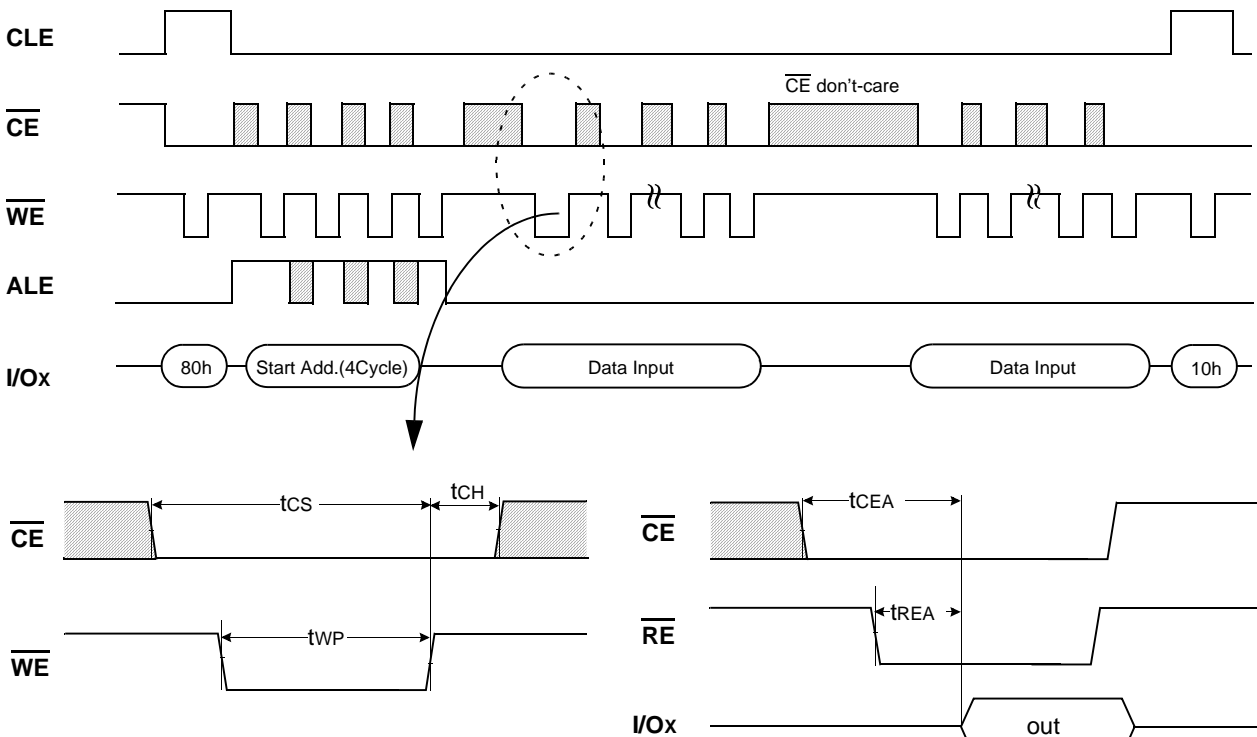 CLE
CE don't-care
CE
WE
ALE
I/Ox 80h Start Add.(4Cycle) Data Input Data Input 10h
tCS tCH
CE
tWP
WE
tCEA
CE
tREA
RE
I/Ox out